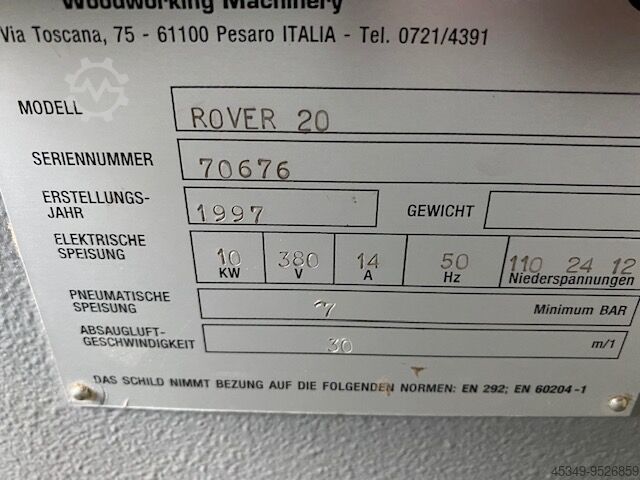 Woodworking Machinery
Via Toscana, 75 - 61100 Pesaro ITALIA - Tel. 0721/4391
MODELL ROVER 20
SERIENNUMMER 70676
ERSTELLUNGS-
JAHR 1997 GEWICHT
ELEKTRISCHE
SPEISUNG 10 KW 380 V 14 A 50 Hz 110 24 12 Niederspannungen
PNEUMATISCHE
SPEISUNG 7 Minimum BAR
ABSAUGLUFT-
GESCHWINDIGKEIT 30 m/1
DAS SCHILD NIMMT BEZUNG AUF DIE FOLGENDEN NORMEN: EN 292; EN 60204-1
45349-9526859